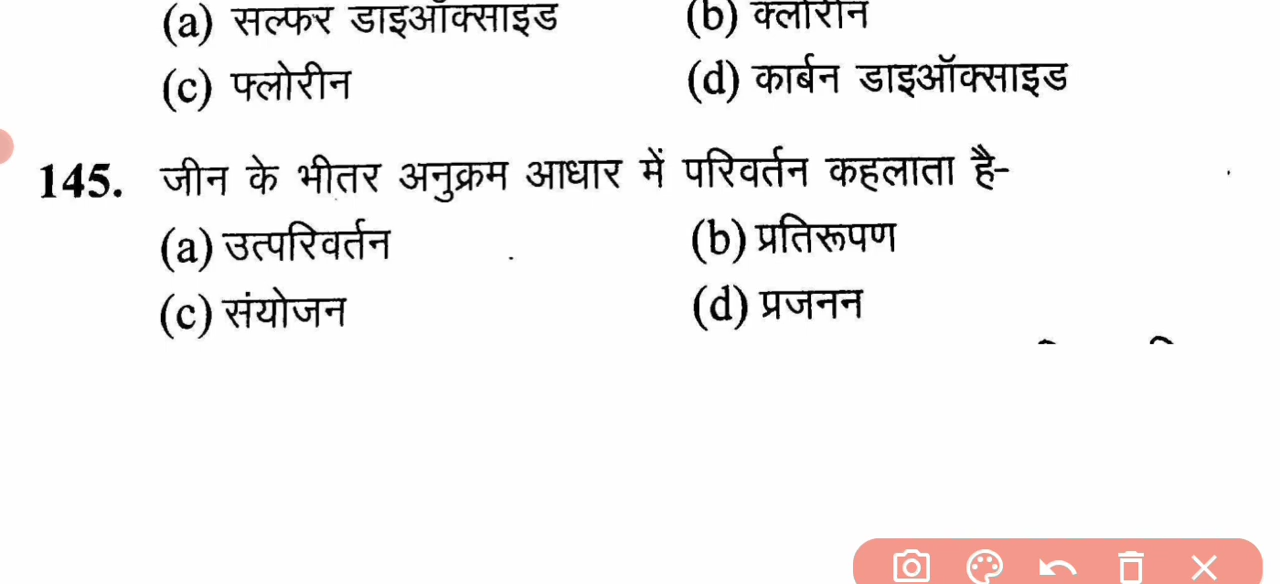 (a) सल्फर डाइऑक्साइड (b) क्लोरीन
(c) फ्लोरीन (d) कार्बन डाइऑक्साइड
145. जीन के भीतर अनुक्रम आधार में परिवर्तन कहलाता है-
(a) उत्परिवर्तन (b) प्रतिरूपण
(c) संयोजन (d) प्रजनन